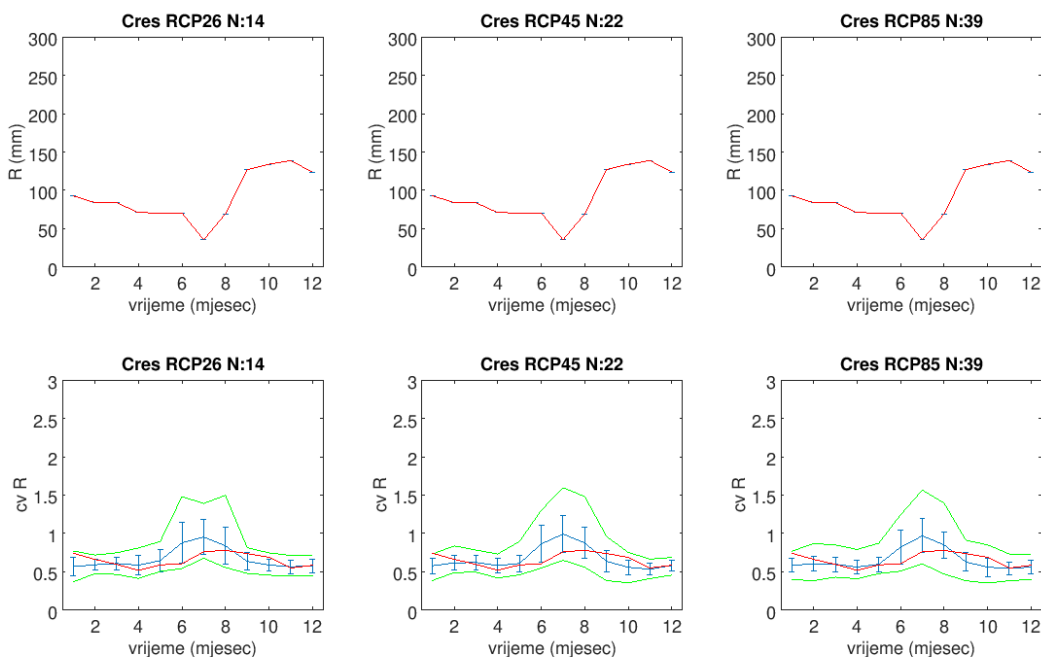 Cres RCP26 N:14
300
250
200
150
100
50
0
R (mm)
2 4 6 8 10 12
vrijeme (mjesec)
Cres RCP45 N:22
300
250
200
150
100
50
0
R (mm)
2 4 6 8 10 12
vrijeme (mjesec)
Cres RCP85 N:39
300
250
200
150
100
50
0
R (mm)
2 4 6 8 10 12
vrijeme (mjesec)
Cres RCP26 N:14
3
2.5
2
1.5
1
0.5
0
cv R
2 4 6 8 10 12
vrijeme (mjesec)
Cres RCP45 N:22
3
2.5
2
1.5
1
0.5
0
cv R
2 4 6 8 10 12
vrijeme (mjesec)
Cres RCP85 N:39
3
2.5
2
1.5
1
0.5
0
cv R
2 4 6 8 10 12
vrijeme (mjesec)